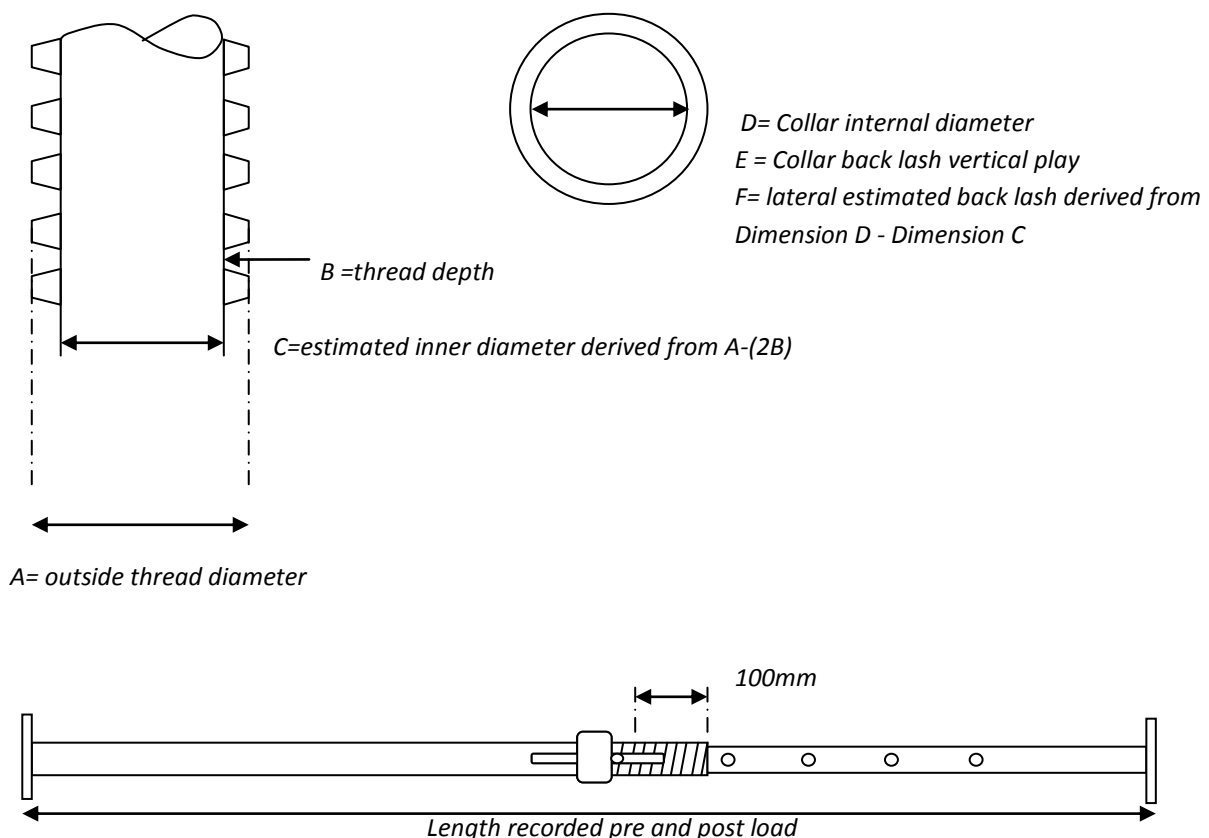 D= Collar internal diameter
E = Collar back lash vertical play
F= lateral estimated back lash derived from
Dimension D - Dimension C
B =thread depth
C=estimated inner diameter derived from A-(2B)
A= outside thread diameter
100mm
Length recorded pre and post load